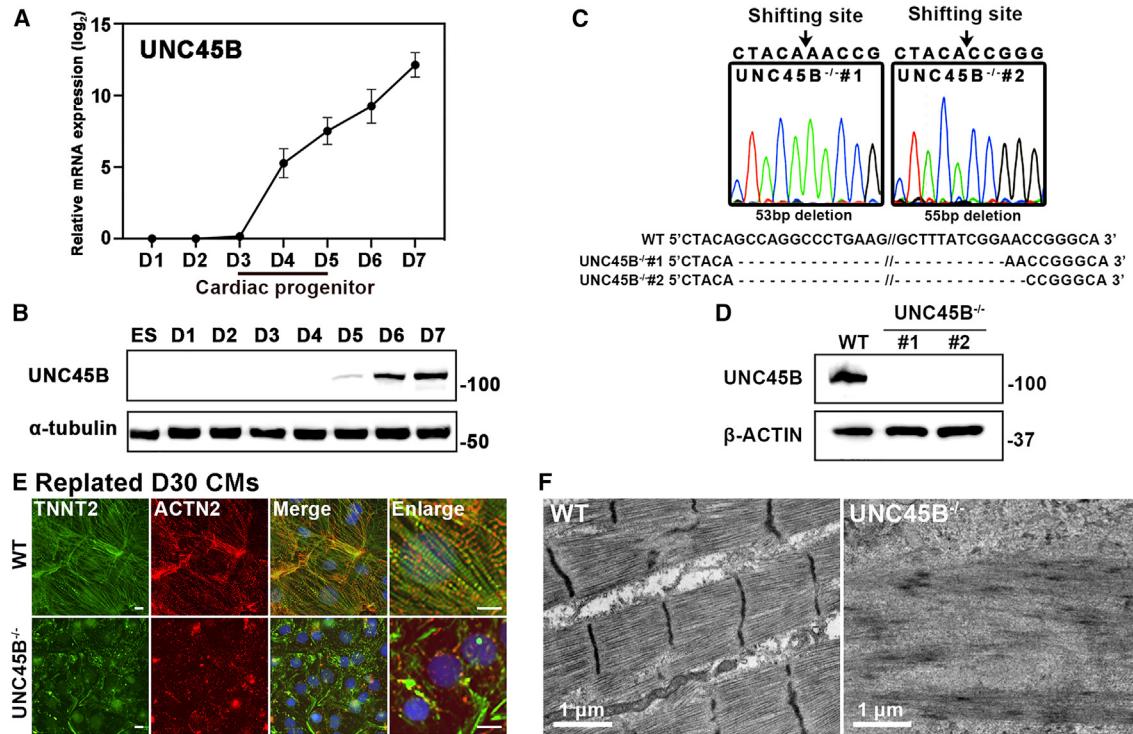 A
Relative mRNA expression (log₂)
15
10
5
0
UNC45B
D1 D2 D3 D4 D5 D6 D7
Cardiac progenitor
B
ES D1 D2 D3 D4 D5 D6 D7
UNC45B
-100
α-tubulin
-50
C
Shifting site Shifting site
CTACAAACCG CTACACCGGG
UNC45B⁻/⁻#1 UNC45B⁻/⁻#2
53bp deletion 55bp deletion
WT 5'CTACAGCCAGGCCCTGAAG//GCTTTATCGGAACCGGGCA 3'
UNC45B⁻/⁻#1 5'CTACA - - - - - - - - - - - - - - // - - - - - - - - - - -AACCGGGCA 3'
UNC45B⁻/⁻#2 5'CTACA - - - - - - - - - - - - - - // - - - - - - - - - - - - -CCGGGCA 3'
D
UNC45B⁻/⁻
WT #1 #2
UNC45B
-100
β-ACTIN
-37
E Replated D30 CMs
TNNT2 ACTN2 Merge Enlarge
WT
UNC45B⁻/⁻
F
WT UNC45B⁻/⁻
1 μm 1 μm